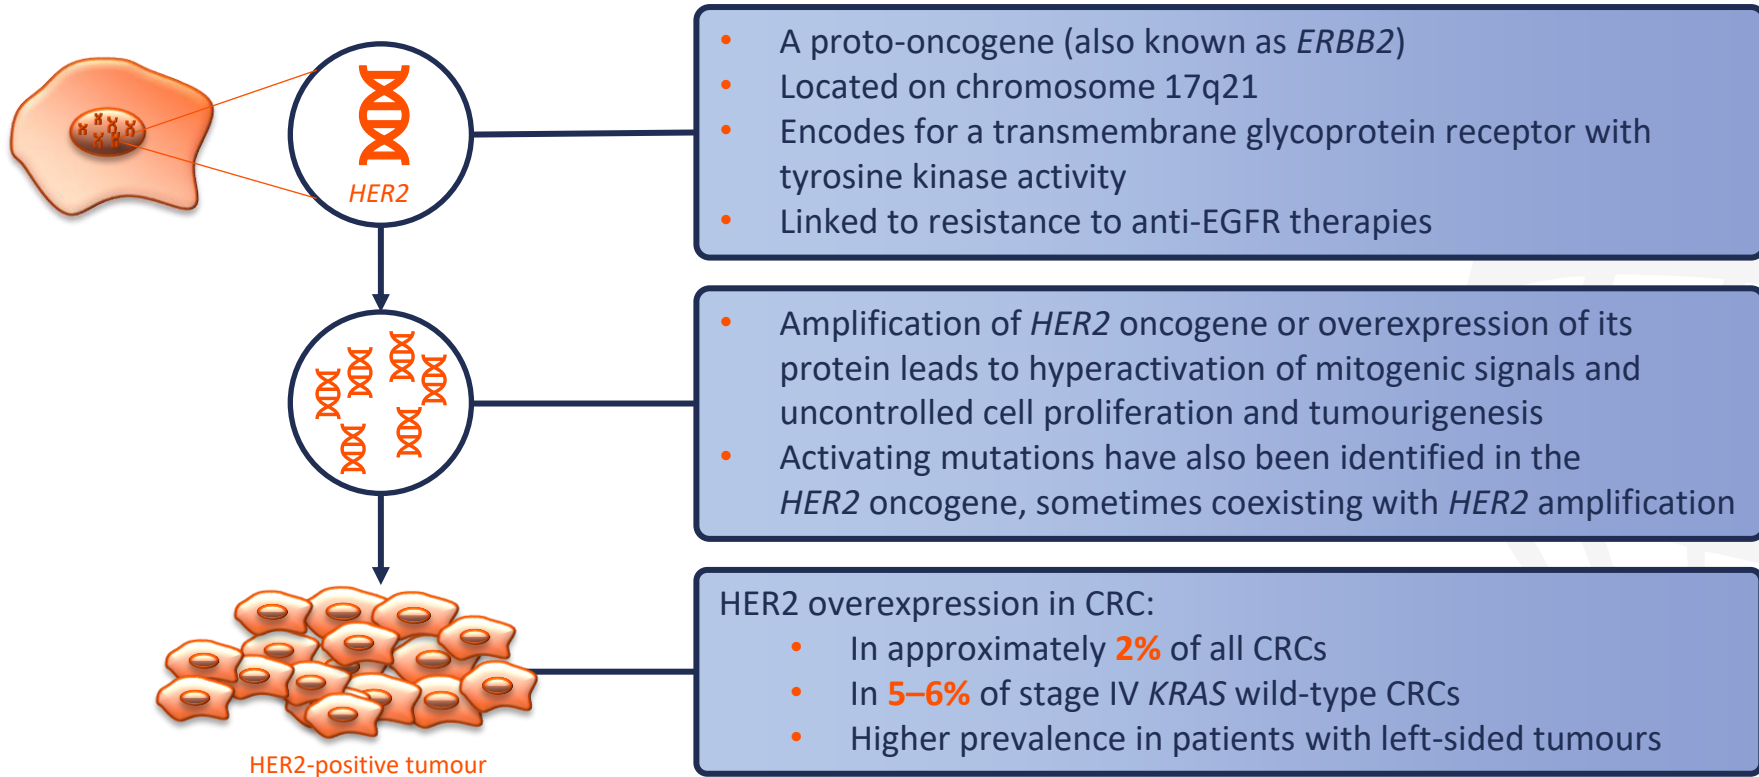 HER2
• A proto-oncogene (also known as ERBB2)
• Located on chromosome 17q21
• Encodes for a transmembrane glycoprotein receptor with
tyrosine kinase activity
• Linked to resistance to anti-EGFR therapies
• Amplification of HER2 oncogene or overexpression of its
protein leads to hyperactivation of mitogenic signals and
uncontrolled cell proliferation and tumourigenesis
• Activating mutations have also been identified in the
HER2 oncogene, sometimes coexisting with HER2 amplification
HER2 overexpression in CRC:
• In approximately 2% of all CRCs
• In 5–6% of stage IV KRAS wild-type CRCs
• Higher prevalence in patients with left-sided tumours
HER2-positive tumour